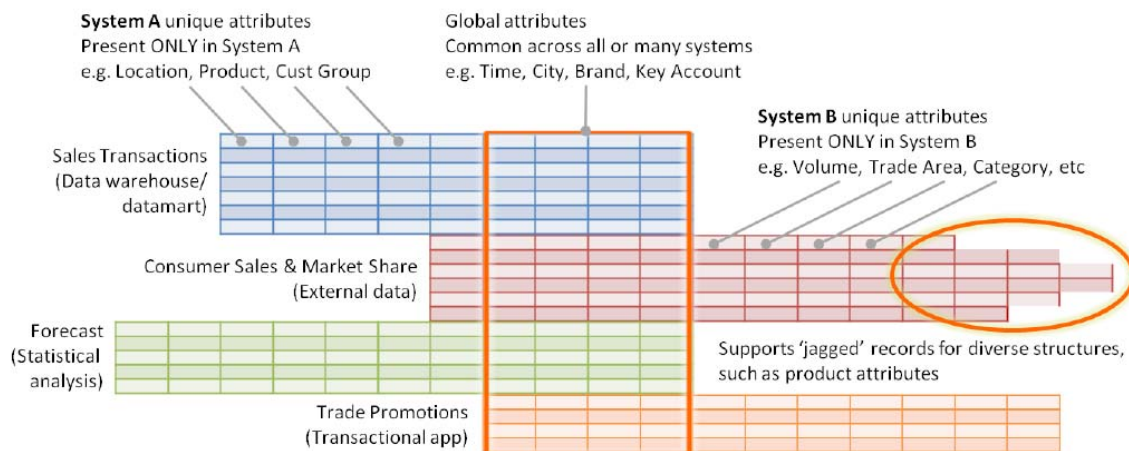 System A unique attributes
Present ONLY in System A
e.g. Location, Product, Cust Group
Global attributes
Common across all or many systems
e.g. Time, City, Brand, Key Account
System B unique attributes
Present ONLY in System B
e.g. Volume, Trade Area, Category, etc
Sales Transactions
(Data warehouse/
datamart)
Consumer Sales & Market Share
(External data)
Forecast
(Statistical
analysis)
Supports ‘jagged’ records for diverse structures,
such as product attributes
Trade Promotions
(Transactional app)